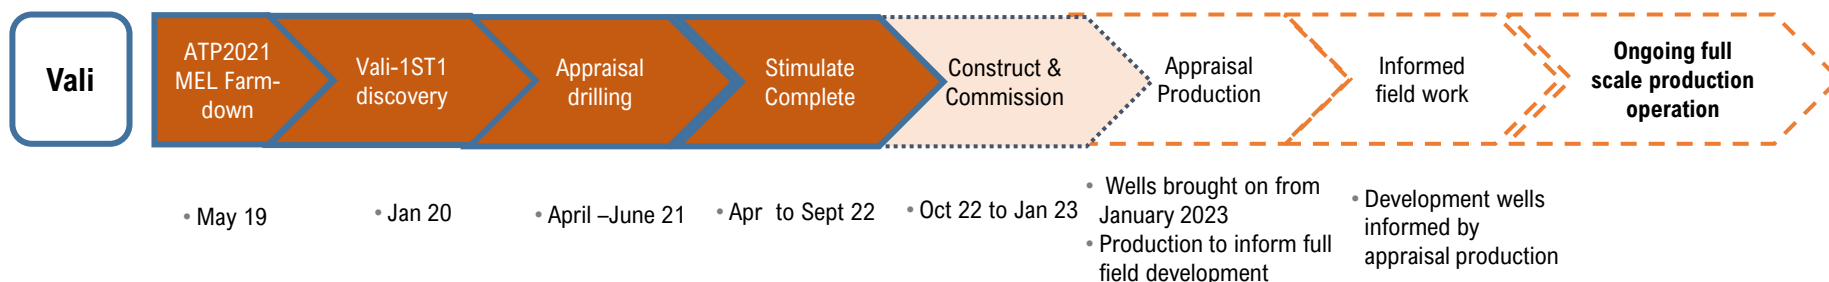 Vali
ATP2021
MEL Farm-
down
Vali-1ST1
discovery
Appraisal
drilling
Stimulate
Complete
Construct &
Commission
Appraisal
Production
Informed
field work
Ongoing full
scale production
operation
• May 19
• Jan 20
• April –June 21
• Apr to Sept 22
• Oct 22 to Jan 23
• Wells brought on from
January 2023
• Production to inform full
field development
• Development wells
informed by
appraisal production